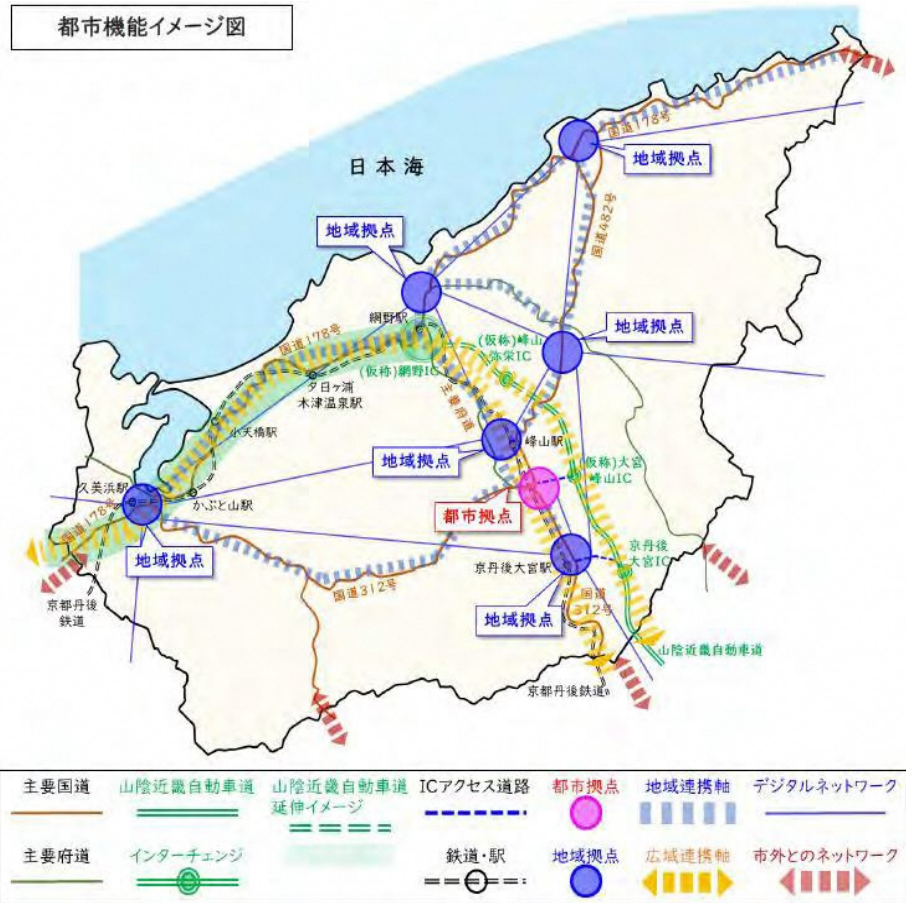 都市機能イメージ図
国道178号
地域拠点
日本海
国道482号
地域拠点
網野駅
地域拠点
国道178号
(仮称)峰山
弥栄IC
(仮称)網野IC
夕日ヶ浦
木津温泉駅
主要府道
小天橋駅
峰山駅
地域拠点
(仮称)大宮
峰山IC
久美浜駅
かぶと山駅
都市拠点
国道178号
地域拠点
京丹後大宮駅
京丹後
大宮IC
国道312号
国道
312号
地域拠点
京都丹後
鉄道
山陰近畿自動車道
京都丹後鉄道
主要国道
山陰近畿自動車道
山陰近畿自動車道
延伸イメージ
ICアクセス道路
都市拠点
地域連携軸
デジタルネットワーク
主要府道
インターチェンジ
鉄道・駅
地域拠点
広域連携軸
市外とのネットワーク